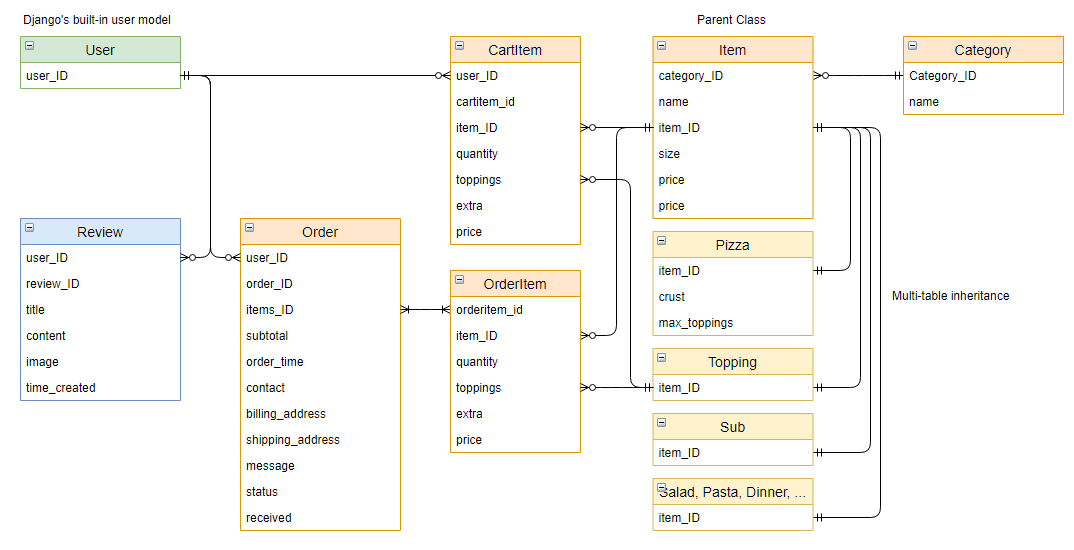 Django's built-in user model
User
user_ID
Review
user_ID
review_ID
title
content
image
time_created
Order
user_ID
order_ID
items_ID
subtotal
order_time
contact
billing_address
shipping_address
message
status
received
CartItem
user_ID
cartitem_id
item_ID
quantity
toppings
extra
price
OrderItem
orderitem_id
item_ID
quantity
toppings
extra
price
Parent Class
Item
category_ID
name
item_ID
size
price
price
Pizza
item_ID
crust
max_toppings
Topping
item_ID
Sub
item_ID
Salad, Pasta, Dinner, ...
item_ID
Category
Category_ID
name
Multi-table inheritance